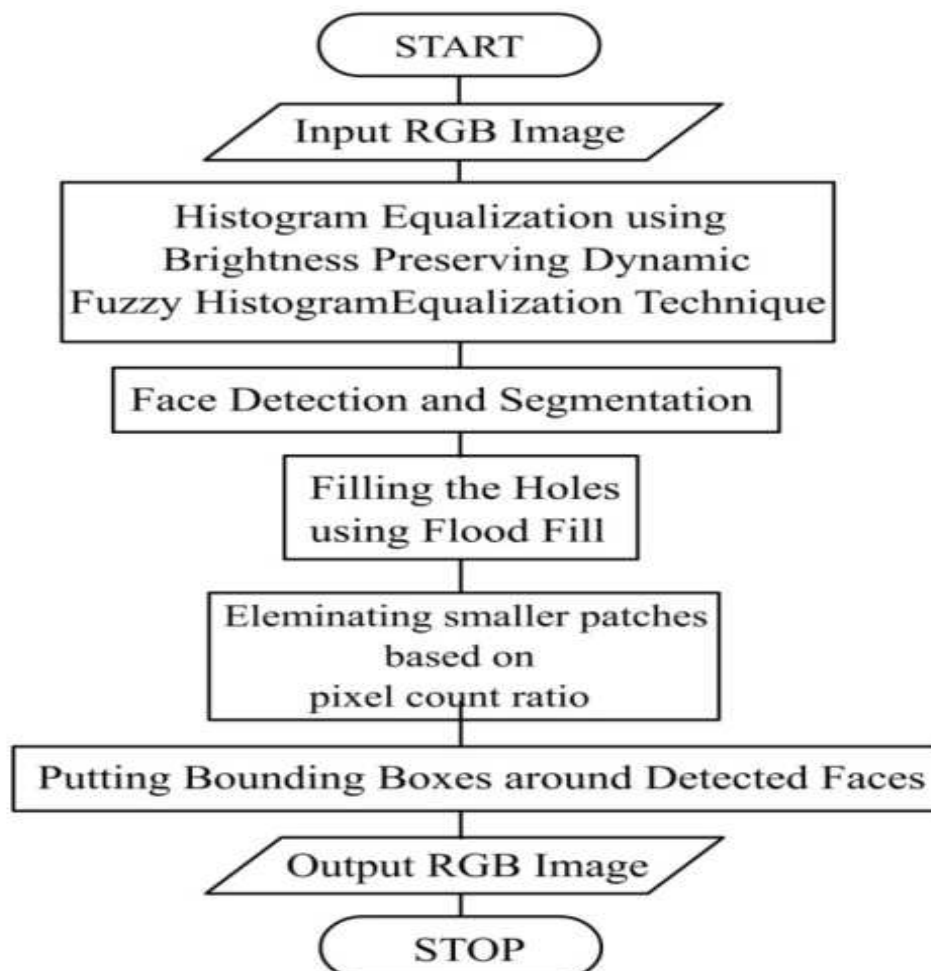 START
Input RGB Image
Histogram Equalization using
Brightness Preserving Dynamic
Fuzzy HistogramEqualization Technique
Face Detection and Segmentation
Filling the Holes
using Flood Fill
Eleminating smaller patches
based on
pixel count ratio
Putting Bounding Boxes around Detected Faces
Output RGB Image
STOP